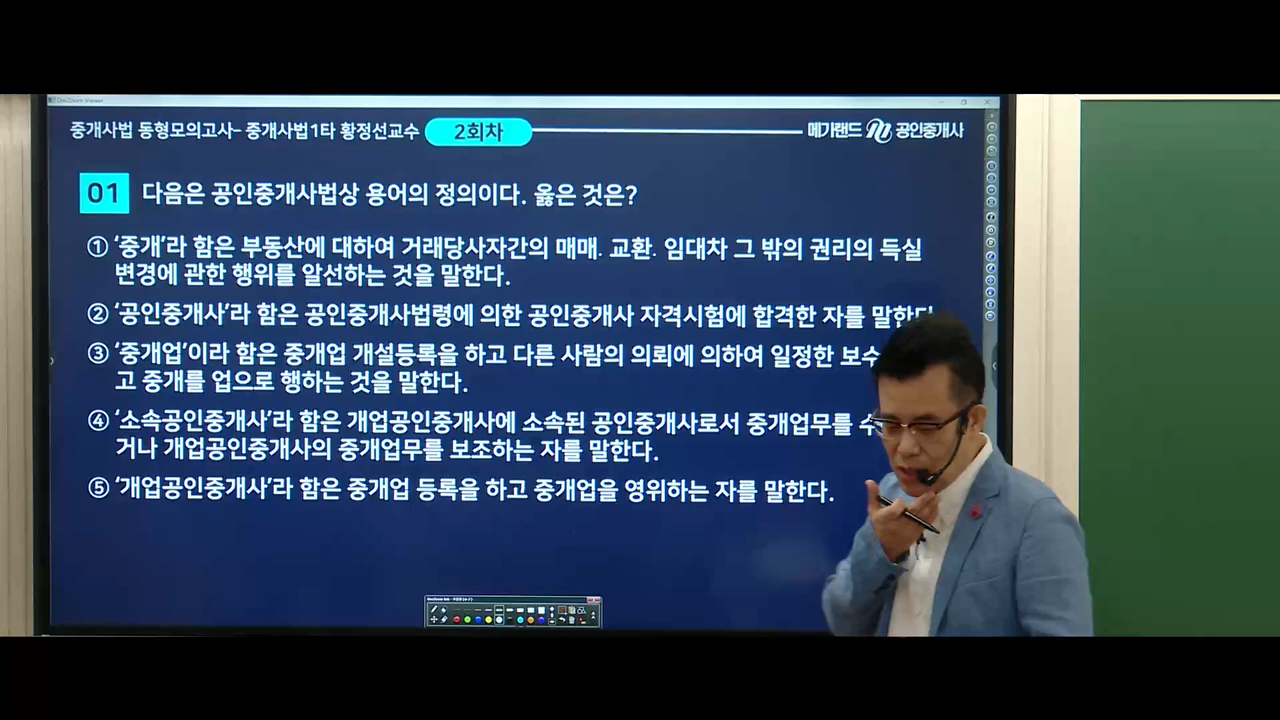 DocZoom Viewer
중개사법 동형모의고사- 중개사법1타 황정선교수 2회차 메가랜드 공인중개사
01 다음은 공인중개사법상 용어의 정의이다. 옳은 것은?
① ‘중개’라 함은 부동산에 대하여 거래당사자간의 매매. 교환. 임대차 그 밖의 권리의 득실
변경에 관한 행위를 알선하는 것을 말한다.
② ‘공인중개사’라 함은 공인중개사법령에 의한 공인중개사 자격시험에 합격한 자를 말한다
③ ‘중개업’이라 함은 중개업 개설등록을 하고 다른 사람의 의뢰에 의하여 일정한 보수
고 중개를 업으로 행하는 것을 말한다.
④ ‘소속공인중개사’라 함은 개업공인중개사에 소속된 공인중개사로서 중개업무를 수
거나 개업공인중개사의 중개업무를 보조하는 자를 말한다.
⑤ ‘개업공인중개사’라 함은 중개업 등록을 하고 중개업을 영위하는 자를 말한다.